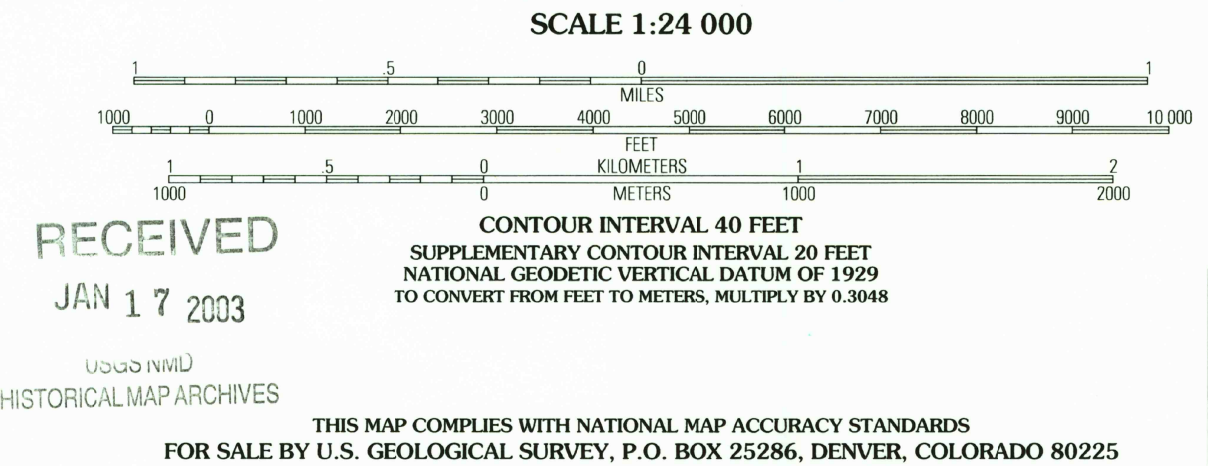 SCALE 1:24 000
1 .5 0 1
MILES
1000 0 1000 2000 3000 4000 5000 6000 7000 8000 9000 10 000
FEET
1 .5 0 KILOMETERS 1 2
1000 0 METERS 1000 2000
CONTOUR INTERVAL 40 FEET
SUPPLEMENTARY CONTOUR INTERVAL 20 FEET
NATIONAL GEODETIC VERTICAL DATUM OF 1929
TO CONVERT FROM FEET TO METERS, MULTIPLY BY 0.3048
RECEIVED
JAN 17 2003
USGS NMD
HISTORICAL MAP ARCHIVES
THIS MAP COMPLIES WITH NATIONAL MAP ACCURACY STANDARDS
FOR SALE BY U.S. GEOLOGICAL SURVEY, P.O. BOX 25286, DENVER, COLORADO 80225